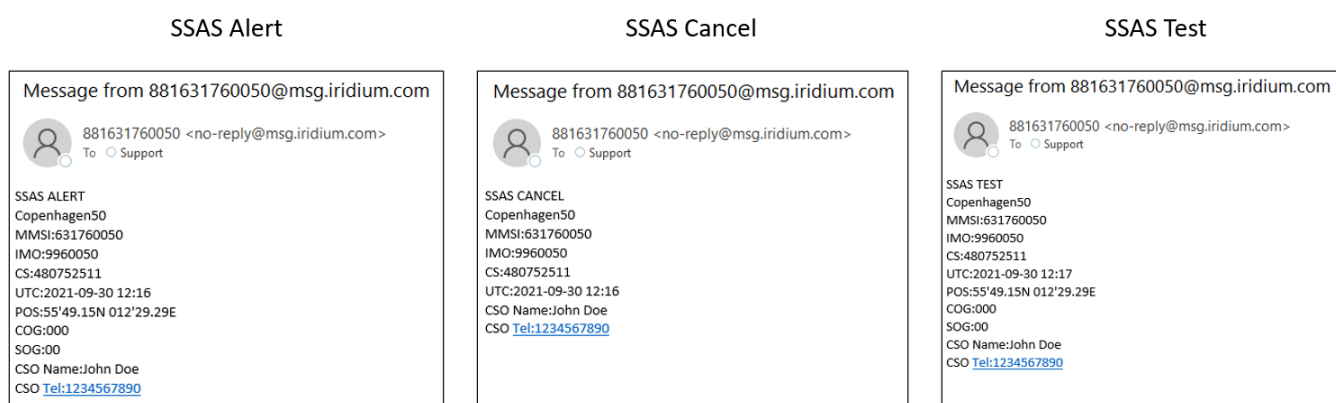 SSAS Alert
Message from 881631760050@msg.iridium.com
881631760050 <no-reply@msg.iridium.com>
To Support
SSAS ALERT
Copenhagen50
MMSI:631760050
IMO:9960050
CS:480752511
UTC:2021-09-30 12:16
POS:55'49.15N 012'29.29E
COG:000
SOG:00
CSO Name:John Doe
CSO Tel:1234567890
SSAS Cancel
Message from 881631760050@msg.iridium.com
881631760050 <no-reply@msg.iridium.com>
To Support
SSAS CANCEL
Copenhagen50
MMSI:631760050
IMO:9960050
CS:480752511
UTC:2021-09-30 12:16
CSO Name:John Doe
CSO Tel:1234567890
SSAS Test
Message from 881631760050@msg.iridium.com
881631760050 <no-reply@msg.iridium.com>
To Support
SSAS TEST
Copenhagen50
MMSI:631760050
IMO:9960050
CS:480752511
UTC:2021-09-30 12:17
POS:55'49.15N 012'29.29E
COG:000
SOG:00
CSO Name:John Doe
CSO Tel:1234567890